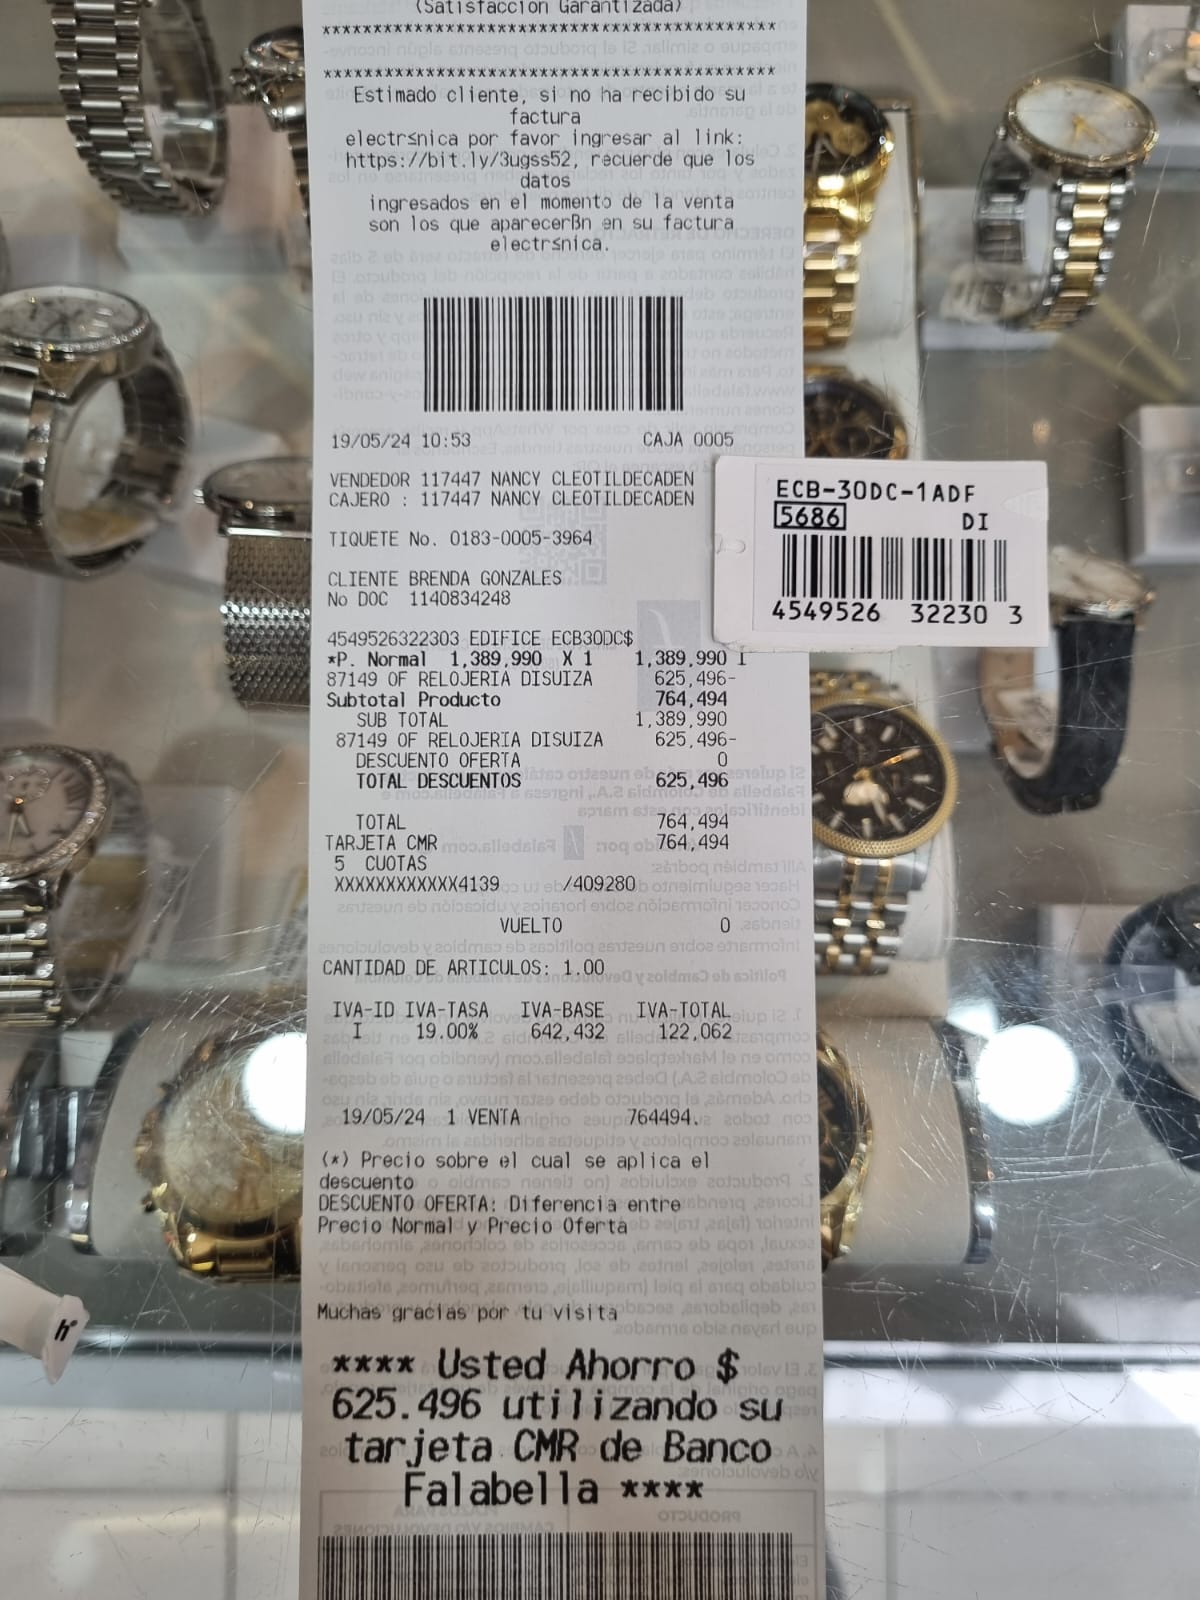 (Satisfaccion Garantizada)
*******************************************
*******************************************
Estimado cliente, si no ha recibido su
factura
electr≤nica por favor ingresar al link:
https://bit.ly/3ugss52, recuerde que los
datos
ingresados en el momento de la venta
son los que aparecerßn en su factura
electr≤nica.
19/05/24 10:53 CAJA 0005
VENDEDOR 117447 NANCY CLEOTILDECADEN
CAJERO : 117447 NANCY CLEOTILDECADEN
TIQUETE No. 0183-0005-3964
CLIENTE BRENDA GONZALES
No DOC 1140834248
4549526322303 EDIFICE ECB30DC$
*P. Normal 1,389,990 X 1 1,389,990 I
87149 OF RELOJERIA DISUIZA 625,496-
Subtotal Producto 764,494
SUB TOTAL 1,389,990
87149 OF RELOJERIA DISUIZA 625,496-
DESCUENTO OFERTA 0
TOTAL DESCUENTOS 625,496
TOTAL 764,494
TARJETA CMR 764,494
5 CUOTAS
XXXXXXXXXXXX4139 /409280
VUELTO 0
CANTIDAD DE ARTICULOS: 1.00
IVA-ID IVA-TASA IVA-BASE IVA-TOTAL
I 19.00% 642,432 122,062
19/05/24 1 VENTA 764494.
(*) Precio sobre el cual se aplica el
descuento
DESCUENTO OFERTA: Diferencia entre
Precio Normal y Precio Oferta
Muchas gracias por tu visita
**** Usted Ahorro $
625.496 utilizando su
tarjeta CMR de Banco
Falabella ****
ECB-30DC-1ADF
5686 DI
4549526 32230 3